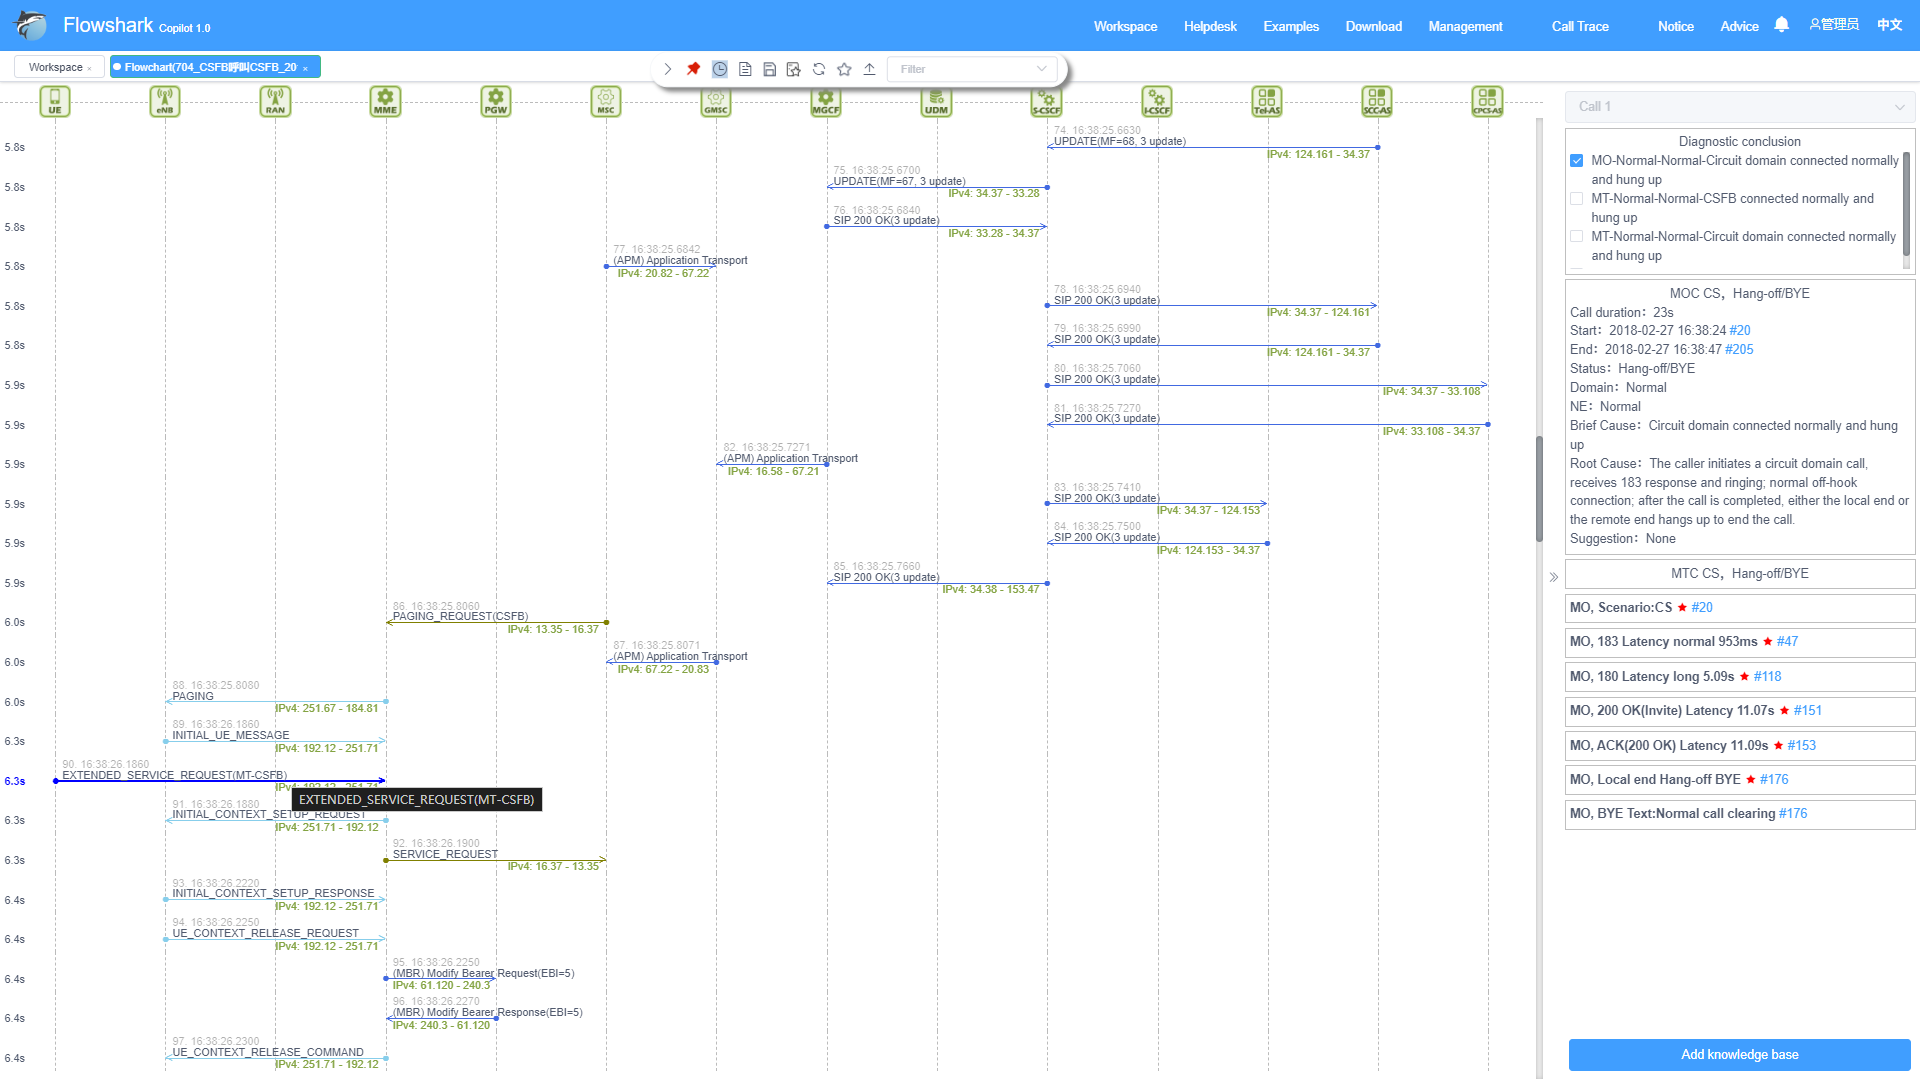 Flowshark Copilot 1.0
Workspace Helpdesk Examples Download Management Call Trace Notice Advice 管理员 中文
Workspace × Flowchart(704_CSFB呼叫CSFB_20 ×
Filter
UE eNB RAN MME PGW MSC GMSC MGCF UDM S-CSCF I-CSCF Tel-AS SCC-AS CPCS-AS
74. 16:38:25.6630
5.8s UPDATE(MF=68, 3 update)
IPv4: 124.161 - 34.37
75. 16:38:25.6700
5.8s UPDATE(MF=67, 3 update)
IPv4: 34.37 - 33.28
76. 16:38:25.6840
5.8s SIP 200 OK(3 update)
IPv4: 33.28 - 34.37
77. 16:38:25.6842
5.8s (APM) Application Transport
IPv4: 20.82 - 67.22
78. 16:38:25.6940
5.8s SIP 200 OK(3 update)
IPv4: 34.37 - 124.161
79. 16:38:25.6990
5.8s SIP 200 OK(3 update)
IPv4: 124.161 - 34.37
80. 16:38:25.7060
5.9s SIP 200 OK(3 update)
IPv4: 34.37 - 33.108
81. 16:38:25.7270
5.9s SIP 200 OK(3 update)
IPv4: 33.108 - 34.37
82. 16:38:25.7271
5.9s (APM) Application Transport
IPv4: 16.58 - 67.21
83. 16:38:25.7410
5.9s SIP 200 OK(3 update)
IPv4: 34.37 - 124.153
84. 16:38:25.7500
5.9s SIP 200 OK(3 update)
IPv4: 124.153 - 34.37
85. 16:38:25.7660
5.9s SIP 200 OK(3 update)
IPv4: 34.38 - 153.47
86. 16:38:25.8060
6.0s PAGING_REQUEST(CSFB)
IPv4: 13.35 - 16.37
87. 16:38:25.8071
6.0s (APM) Application Transport
IPv4: 67.22 - 20.83
88. 16:38:25.8080
6.0s PAGING
IPv4: 251.67 - 184.81
89. 16:38:26.1860
6.3s INITIAL_UE_MESSAGE
IPv4: 192.12 - 251.71
90. 16:38:26.1860
6.3s EXTENDED_SERVICE_REQUEST(MT-CSFB)
IPv4: 192.12 - 251.71
EXTENDED_SERVICE_REQUEST(MT-CSFB)
91. 16:38:26.1880
6.3s INITIAL_CONTEXT_SETUP_REQUEST
IPv4: 251.71 - 192.12
92. 16:38:26.1900
6.3s SERVICE_REQUEST
IPv4: 16.37 - 13.35
93. 16:38:26.2220
6.4s INITIAL_CONTEXT_SETUP_RESPONSE
IPv4: 192.12 - 251.71
94. 16:38:26.2250
6.4s UE_CONTEXT_RELEASE_REQUEST
IPv4: 192.12 - 251.71
95. 16:38:26.2250
6.4s (MBR) Modify Bearer Request(EBI=5)
IPv4: 61.120 - 240.3
96. 16:38:26.2270
6.4s (MBR) Modify Bearer Response(EBI=5)
IPv4: 240.3 - 61.120
97. 16:38:26.2300
6.4s UE_CONTEXT_RELEASE_COMMAND
IPv4: 251.71 - 192.12
Call 1
Diagnostic conclusion
MO-Normal-Normal-Circuit domain connected normally
and hung up
MT-Normal-Normal-CSFB connected normally and
hung up
MT-Normal-Normal-Circuit domain connected normally
and hung up
MOC CS，Hang-off/BYE
Call duration：23s
Start：2018-02-27 16:38:24 #20
End：2018-02-27 16:38:47 #205
Status：Hang-off/BYE
Domain：Normal
NE：Normal
Brief Cause：Circuit domain connected normally and hung
up
Root Cause：The caller initiates a circuit domain call,
receives 183 response and ringing; normal off-hook
connection; after the call is completed, either the local end or
the remote end hangs up to end the call.
Suggestion：None
MTC CS，Hang-off/BYE
MO, Scenario:CS ★ #20
MO, 183 Latency normal 953ms ★ #47
MO, 180 Latency long 5.09s ★ #118
MO, 200 OK(Invite) Latency 11.07s ★ #151
MO, ACK(200 OK) Latency 11.09s ★ #153
MO, Local end Hang-off BYE ★ #176
MO, BYE Text:Normal call clearing #176
Add knowledge base